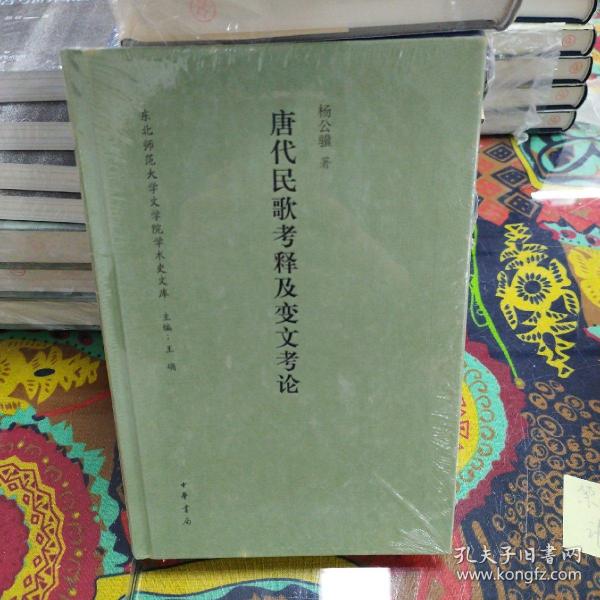 杨公骥 著
唐代民歌考释及变文考论
东北师范大学文学院学术史文库 主编：王确
中华书局
孔夫子旧书网
www.kongfz.com